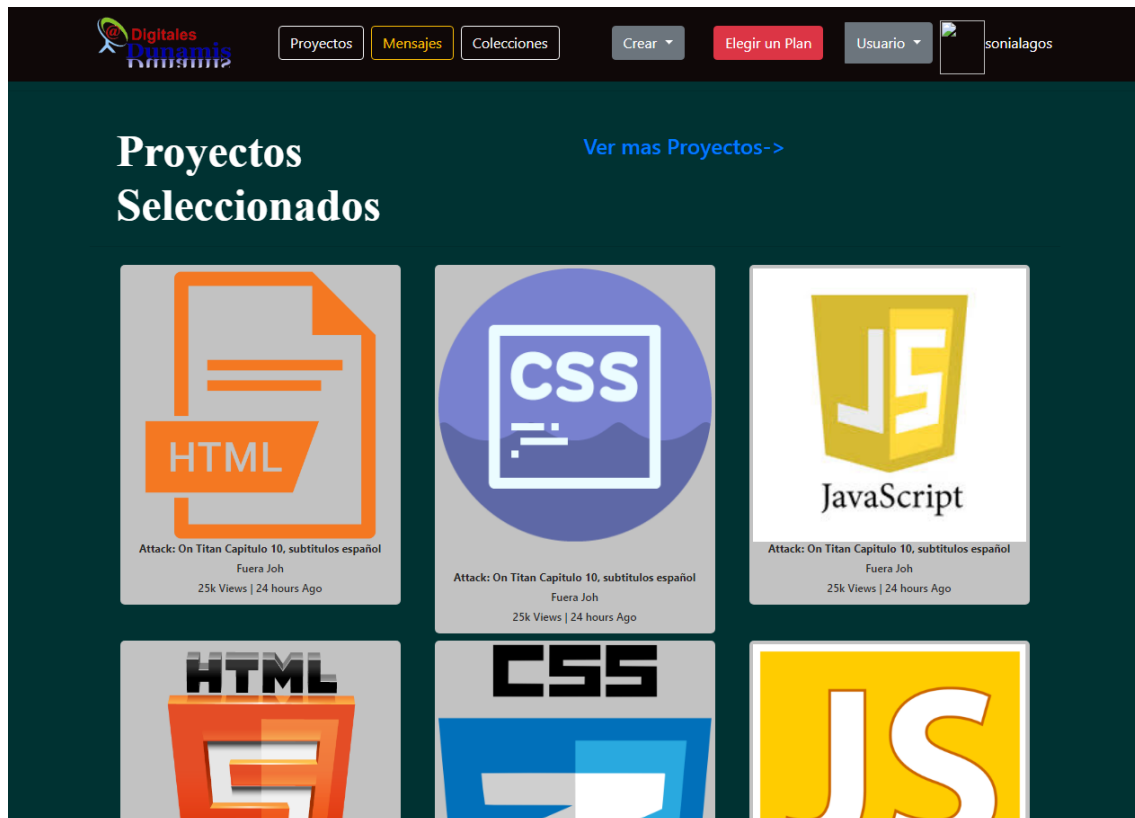 @ Digitales
Dunamis
Proyectos
Mensajes
Colecciones
Crear
Elegir un Plan
Usuario
sonialagos
Proyectos
Seleccionados
Ver mas Proyectos->
HTML
CSS
JS
JavaScript
Attack: On Titan Capitulo 10, subtitulos español
Fuera Joh
25k Views | 24 hours Ago
Attack: On Titan Capitulo 10, subtitulos español
Fuera Joh
25k Views | 24 hours Ago
Attack: On Titan Capitulo 10, subtitulos español
Fuera Joh
25k Views | 24 hours Ago
HTML
5
CSS
JS